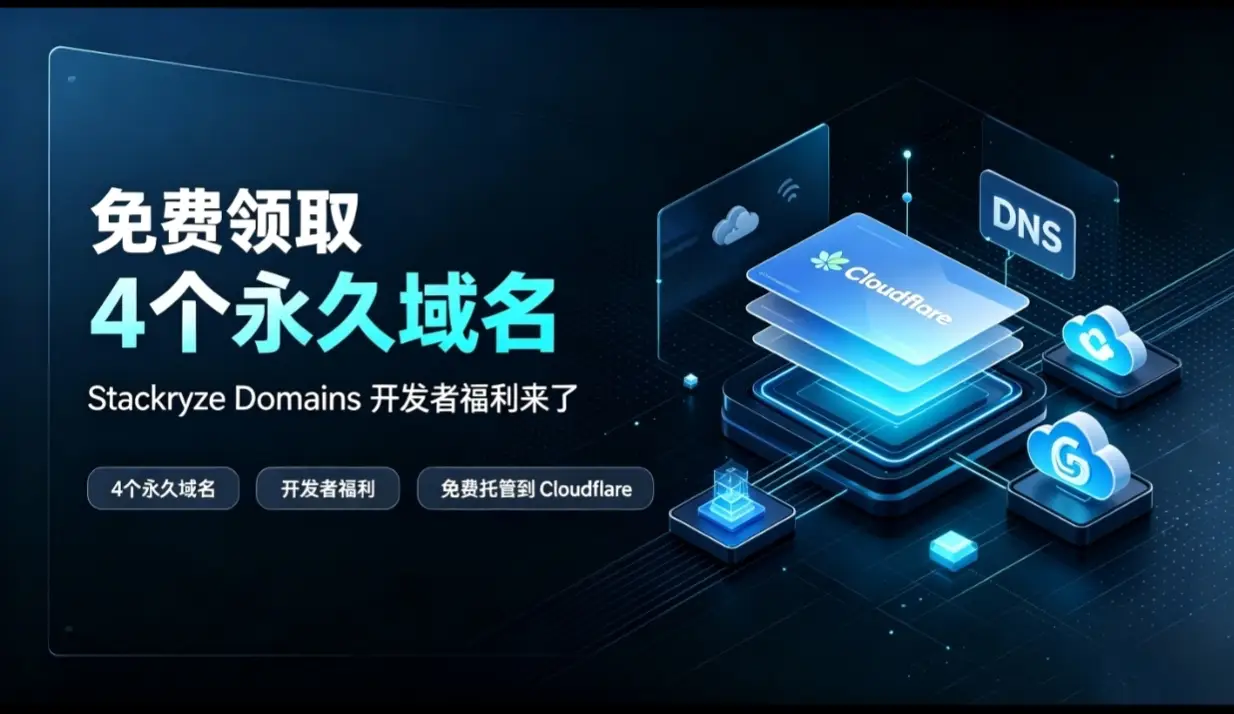 免费领取
4个永久域名
Stackryze Domains 开发者福利来了
4个永久域名
开发者福利
免费托管到 Cloudflare
Cloudflare
DNS
G